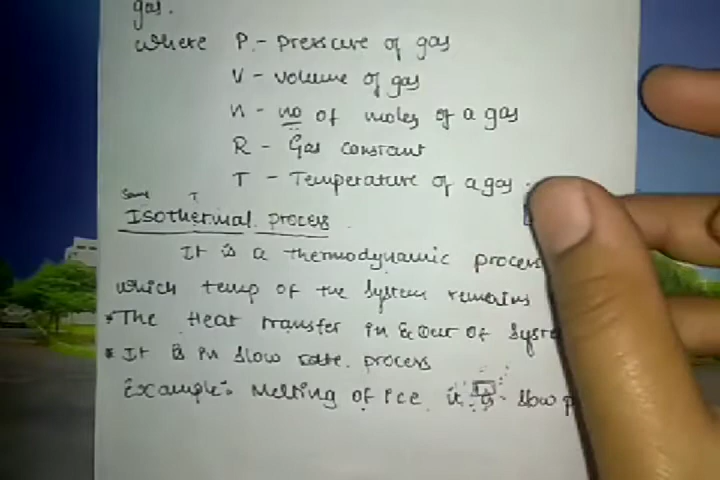 gas.
where P - pressure of gas
V - volume of gas
n - no of moles of a gas
R - Gas constant
T - Temperature of a gas
Same T
Isothermal process
It is a thermodynamic process
which temp of the system remains
* The Heat transfer in & out of Syste
* It is in slow rate process
Example:- Melting of Ice it is slow p